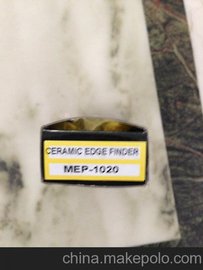 CERAMIC EDGE FINDER
MEP-1020
china.makepolo.com